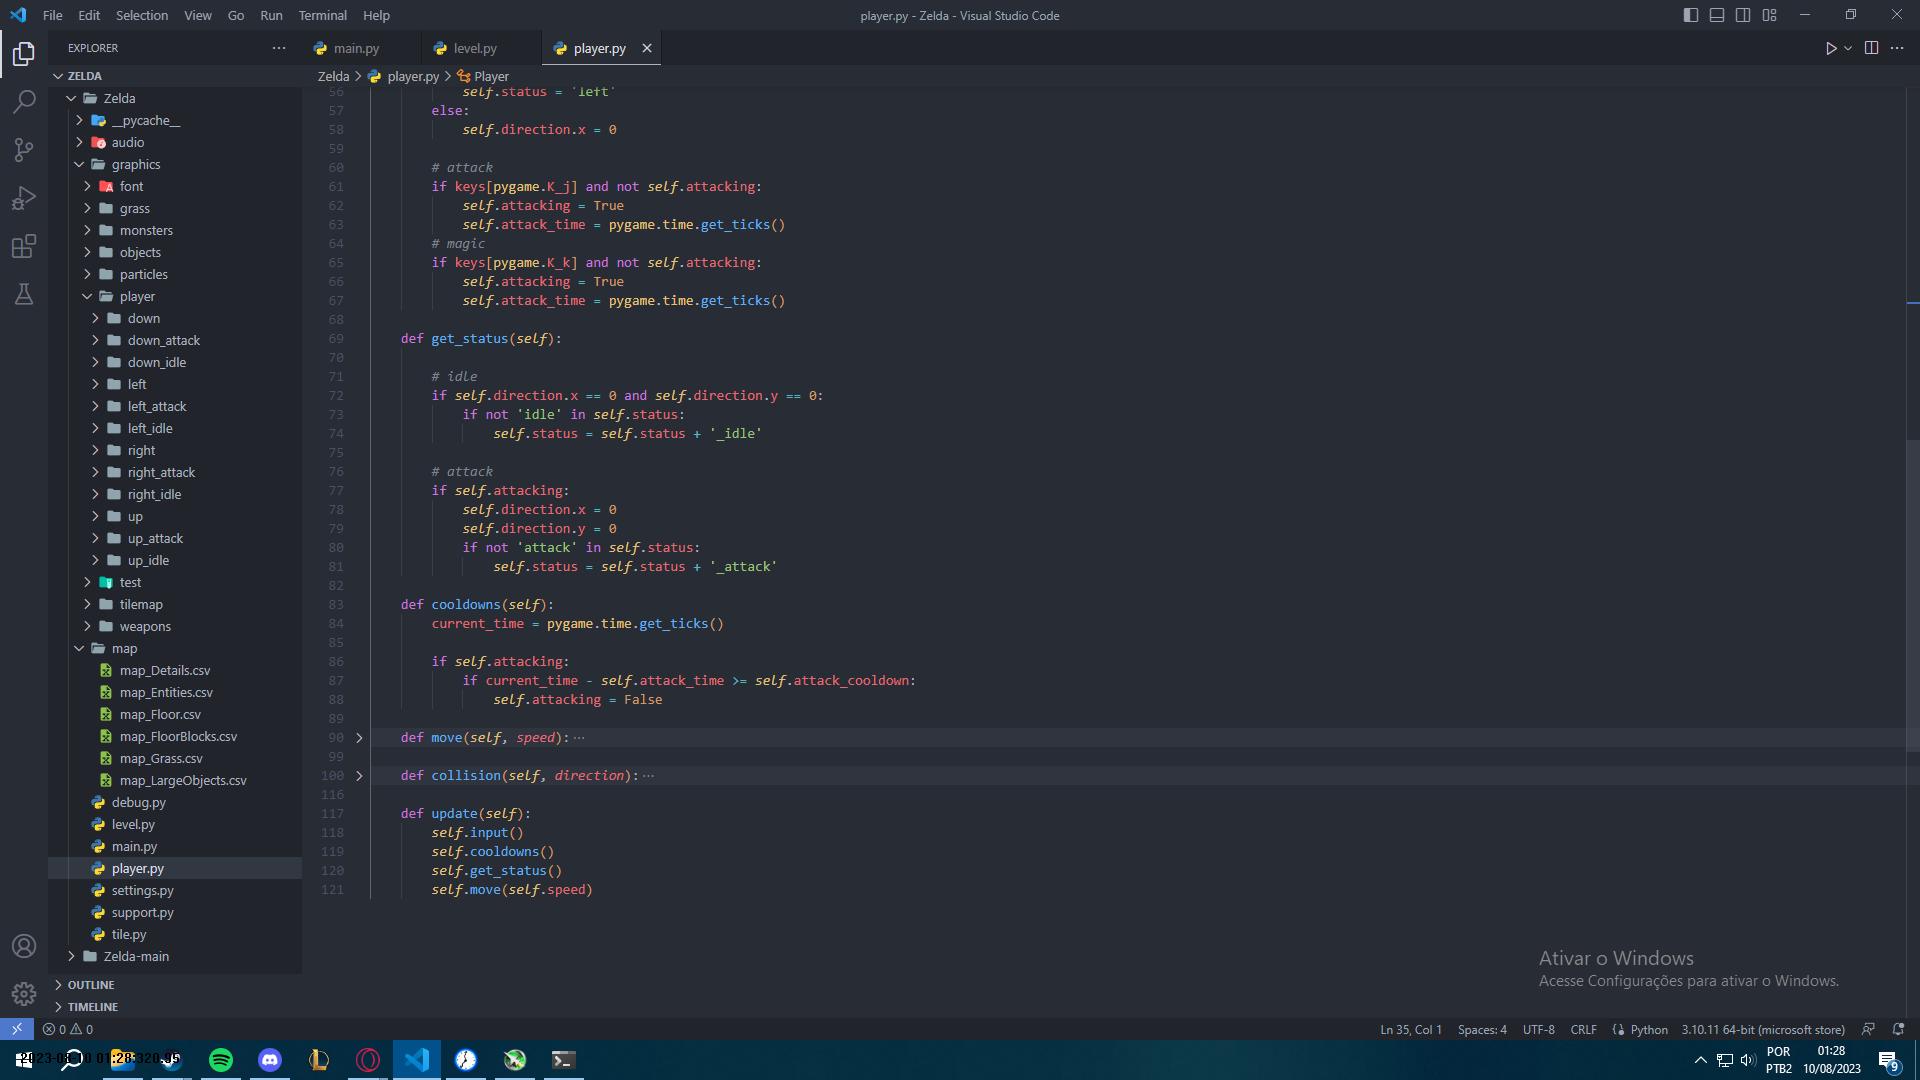 File Edit Selection View Go Run Terminal Help
player.py - Zelda - Visual Studio Code
EXPLORER
main.py
level.py
player.py
ZELDA
Zelda > player.py > Player
Zelda
__pycache__
audio
graphics
font
grass
monsters
objects
particles
player
down
down_attack
down_idle
left
left_attack
left_idle
right
right_attack
right_idle
up
up_attack
up_idle
test
tilemap
weapons
map
map_Details.csv
map_Entities.csv
map_Floor.csv
map_FloorBlocks.csv
map_Grass.csv
map_LargeObjects.csv
debug.py
level.py
main.py
player.py
settings.py
support.py
tile.py
Zelda-main
OUTLINE
TIMELINE
56 self.status = 'left'
57 else:
58 self.direction.x = 0
59
60 # attack
61 if keys[pygame.K_j] and not self.attacking:
62 self.attacking = True
63 self.attack_time = pygame.time.get_ticks()
64 # magic
65 if keys[pygame.K_k] and not self.attacking:
66 self.attacking = True
67 self.attack_time = pygame.time.get_ticks()
68
69 def get_status(self):
70
71 # idle
72 if self.direction.x == 0 and self.direction.y == 0:
73 if not 'idle' in self.status:
74 self.status = self.status + '_idle'
75
76 # attack
77 if self.attacking:
78 self.direction.x = 0
79 self.direction.y = 0
80 if not 'attack' in self.status:
81 self.status = self.status + '_attack'
82
83 def cooldowns(self):
84 current_time = pygame.time.get_ticks()
85
86 if self.attacking:
87 if current_time - self.attack_time >= self.attack_cooldown:
88 self.attacking = False
89
90 def move(self, speed):···
99
100 def collision(self, direction):···
116
117 def update(self):
118 self.input()
119 self.cooldowns()
120 self.get_status()
121 self.move(self.speed)
Ativar o Windows
Acesse Configurações para ativar o Windows.
0 0
Ln 35, Col 1 Spaces: 4 UTF-8 CRLF Python 3.10.11 64-bit (microsoft store)
2023-08-10 01:28:320.95
POR
PTB2
01:28
10/08/2023
9